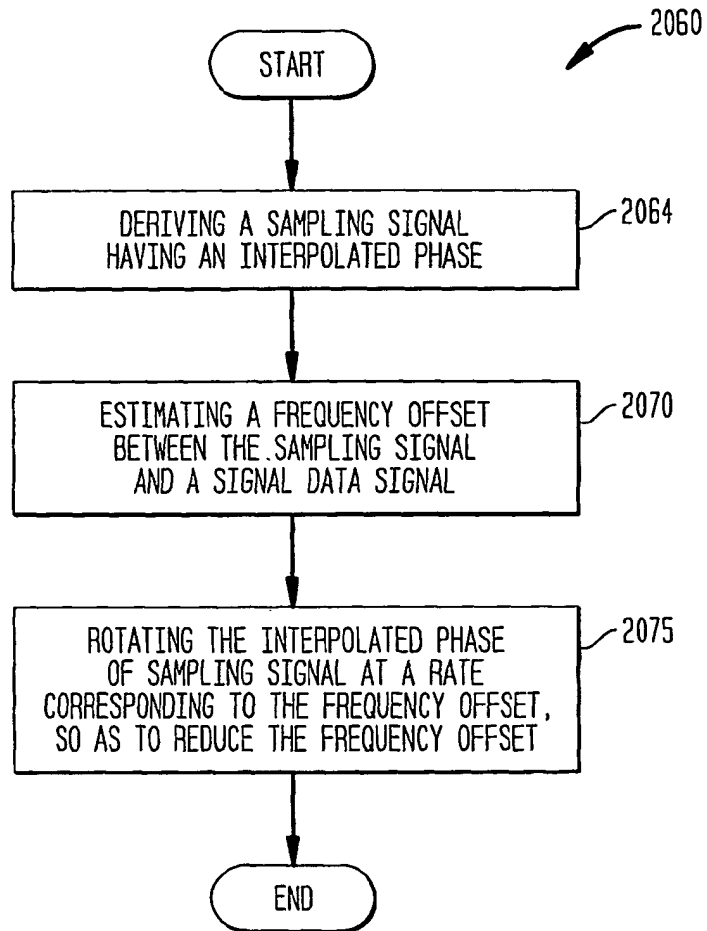 2060
START
DERIVING A SAMPLING SIGNAL
HAVING AN INTERPOLATED PHASE
2064
ESTIMATING A FREQUENCY OFFSET
BETWEEN THE SAMPLING SIGNAL
AND A SIGNAL DATA SIGNAL
2070
ROTATING THE INTERPOLATED PHASE
OF SAMPLING SIGNAL AT A RATE
CORRESPONDING TO THE FREQUENCY OFFSET,
SO AS TO REDUCE THE FREQUENCY OFFSET
2075
END